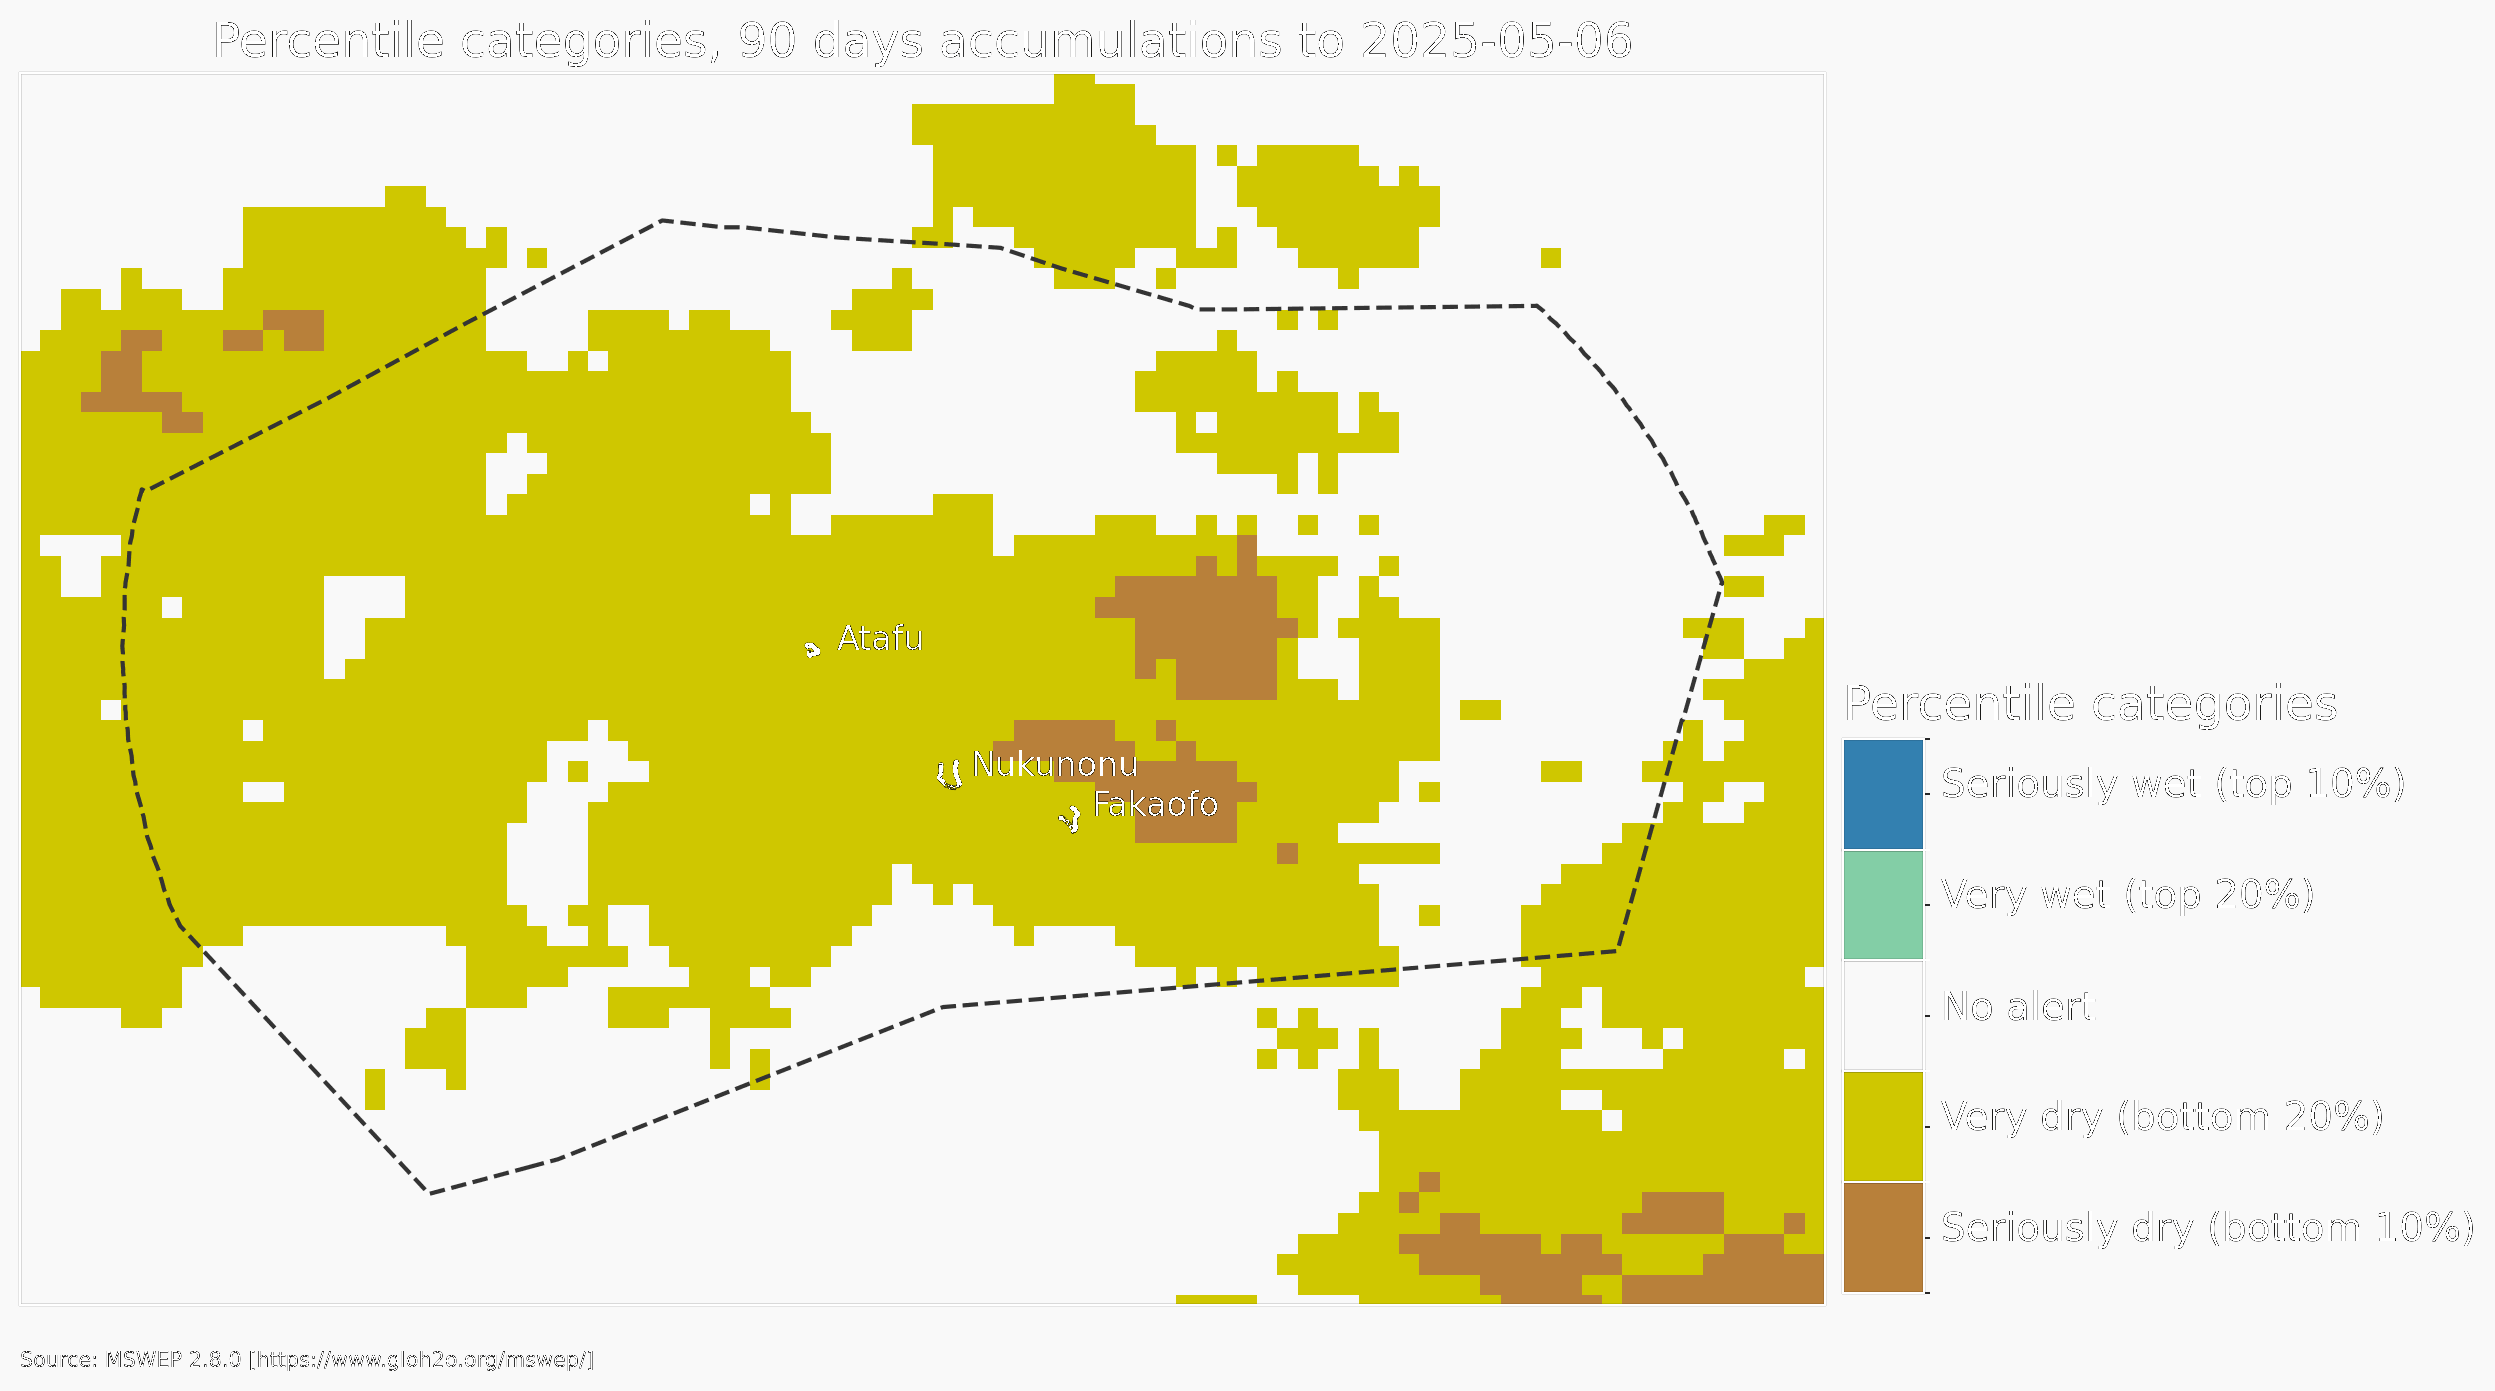 Percentile categories, 90 days accumulations to 2025-05-06
Atafu
Nukunonu
Fakaofo
Percentile categories
Seriously wet (top 10%)
Very wet (top 20%)
No alert
Very dry (bottom 20%)
Seriously dry (bottom 10%)
Source: MSWEP 2.8.0 [https://www.gloh2o.org/mswep/]